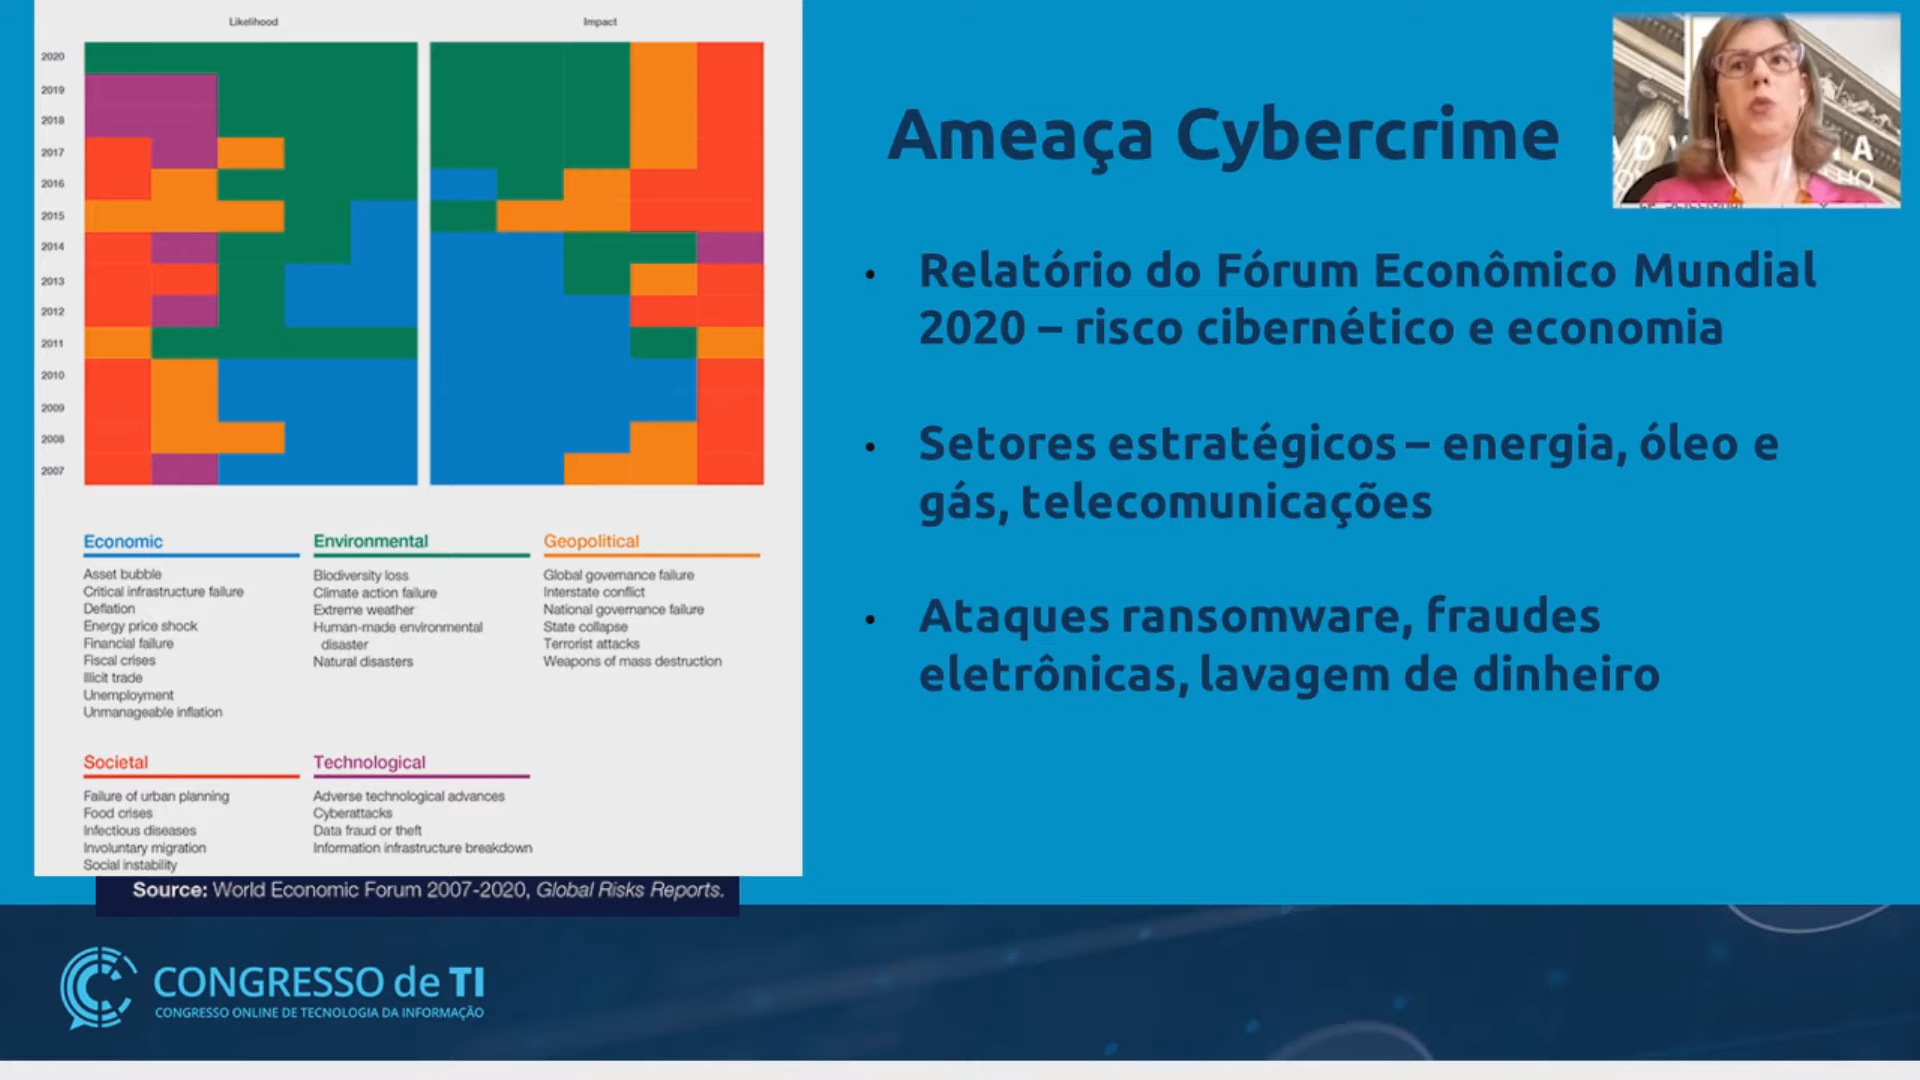 Likelihood
Impact
2020
2019
2018
2017
2016
2015
2014
2013
2012
2011
2010
2009
2008
2007
Economic
Asset bubble
Critical infrastructure failure
Deflation
Energy price shock
Financial failure
Fiscal crises
Illicit trade
Unemployment
Unmanageable inflation
Environmental
Biodiversity loss
Climate action failure
Extreme weather
Human-made environmental
disaster
Natural disasters
Geopolitical
Global governance failure
Interstate conflict
National governance failure
State collapse
Terrorist attacks
Weapons of mass destruction
Societal
Failure of urban planning
Food crises
Infectious diseases
Involuntary migration
Social instability
Technological
Adverse technological advances
Cyberattacks
Data fraud or theft
Information infrastructure breakdown
Source: World Economic Forum 2007-2020, Global Risks Reports.
Ameaça Cybercrime
• Relatório do Fórum Econômico Mundial
2020 – risco cibernético e economia
• Setores estratégicos – energia, óleo e
gás, telecomunicações
• Ataques ransomware, fraudes
eletrônicas, lavagem de dinheiro
CONGRESSO de TI
CONGRESSO ONLINE DE TECNOLOGIA DA INFORMAÇÃO